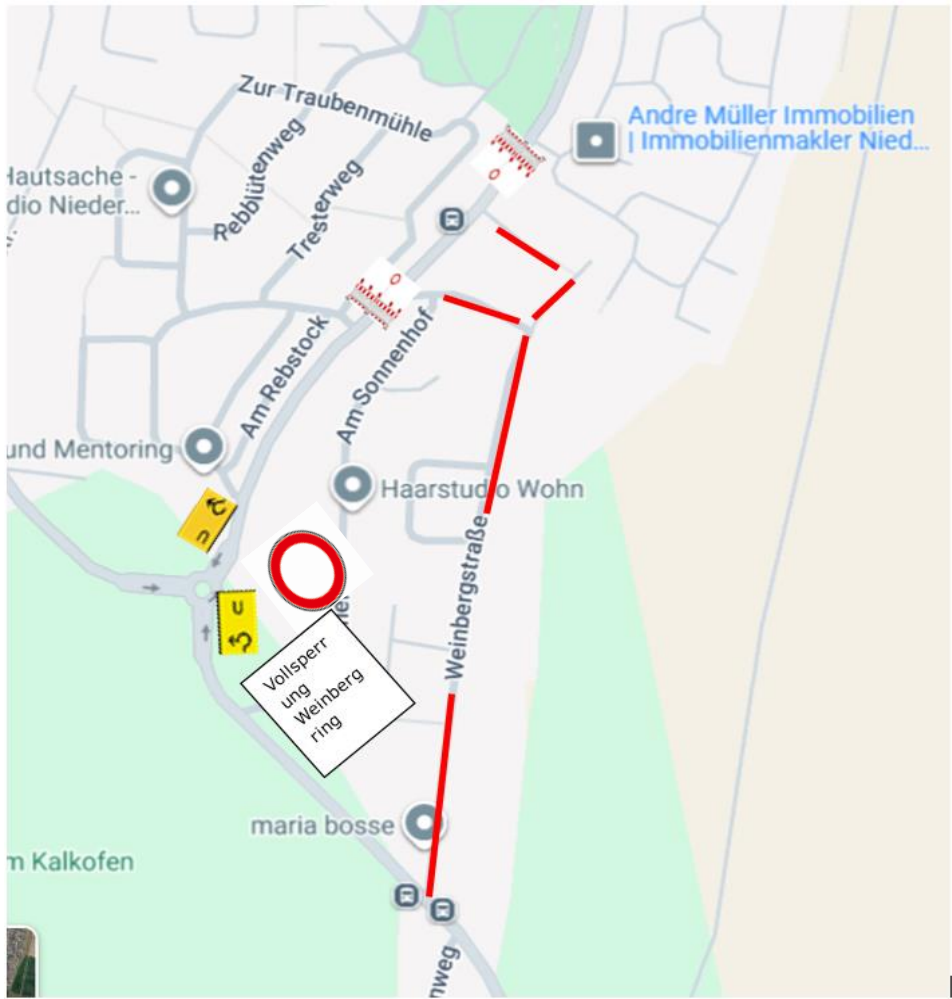 Zur Traubenmühle
Andre Müller Immobilien
| Immobilienmakler Nied...
Rebblütenweg
Hautsache -
dio Nieder...
Tresterweg
Am Rebstock
Am Sonnenhof
und Mentoring
Haarstudio Wohn
U
U
Weinbergstraße
Vollsperr
ung
Weinberg
ring
maria bosse
m Kalkofen
nweg